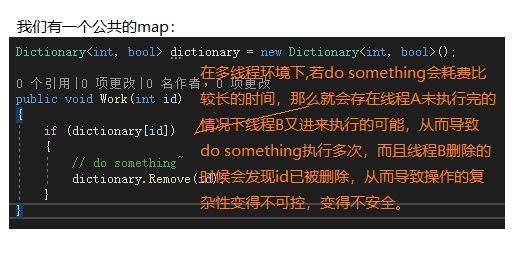 我们有一个公共的map：
Dictionary<int, bool> dictionary = new Dictionary<int, bool>();
0 个引用|0 项更改|0 名作者，0 项更改
public void Work(int id)
{
if (dictionary[id])
{
// do something~
dictionary.Remove(id);
}
}
在多线程环境下,若do something会耗费比
较长的时间，那么就会存在线程A未执行完的
情况下线程B又进来执行的可能，从而导致
do something执行多次，而且线程B删除的
时候会发现id已被删除，从而导致操作的复
杂性变得不可控，变得不安全。